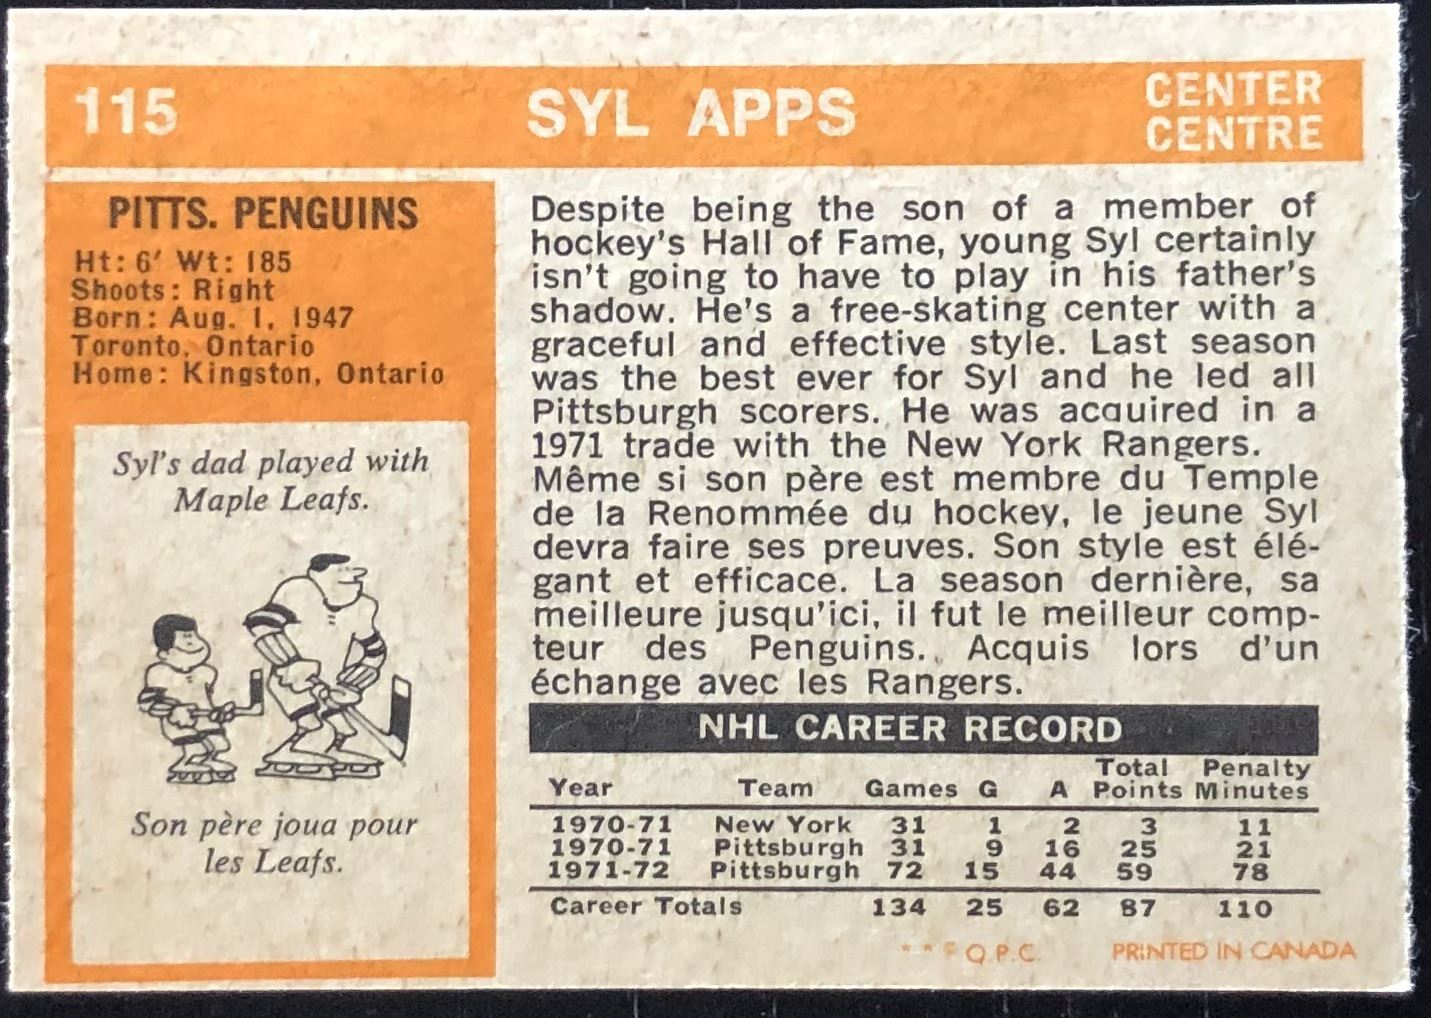 115
SYL APPS
CENTER
CENTRE
PITTS. PENGUINS
Ht: 6' Wt: 185
Shoots: Right
Born: Aug. 1, 1947
Toronto, Ontario
Home: Kingston, Ontario
Syl's dad played with
Maple Leafs.
Son père joua pour
les Leafs.
Despite being the son of a member of
hockey's Hall of Fame, young Syl certainly
isn't going to have to play in his father's
shadow. He's a free-skating center with a
graceful and effective style. Last season
was the best ever for Syl and he led all
Pittsburgh scorers. He was acquired in a
1971 trade with the New York Rangers.
Même si son père est membre du Temple
de la Renommée du hockey, le jeune Syl
devra faire ses preuves. Son style est élé-
gant et efficace. La season dernière, sa
meilleure jusqu'ici, il fut le meilleur comp-
teur des Penguins. Acquis lors d'un
échange avec les Rangers.
NHL CAREER RECORD
Year Team Games G A Total Points Penalty Minutes
1970-71 New York 31 1 2 3 11
1970-71 Pittsburgh 31 9 16 25 21
1971-72 Pittsburgh 72 15 44 59 78
Career Totals 134 25 62 87 110
* * © O.P.C. PRINTED IN CANADA